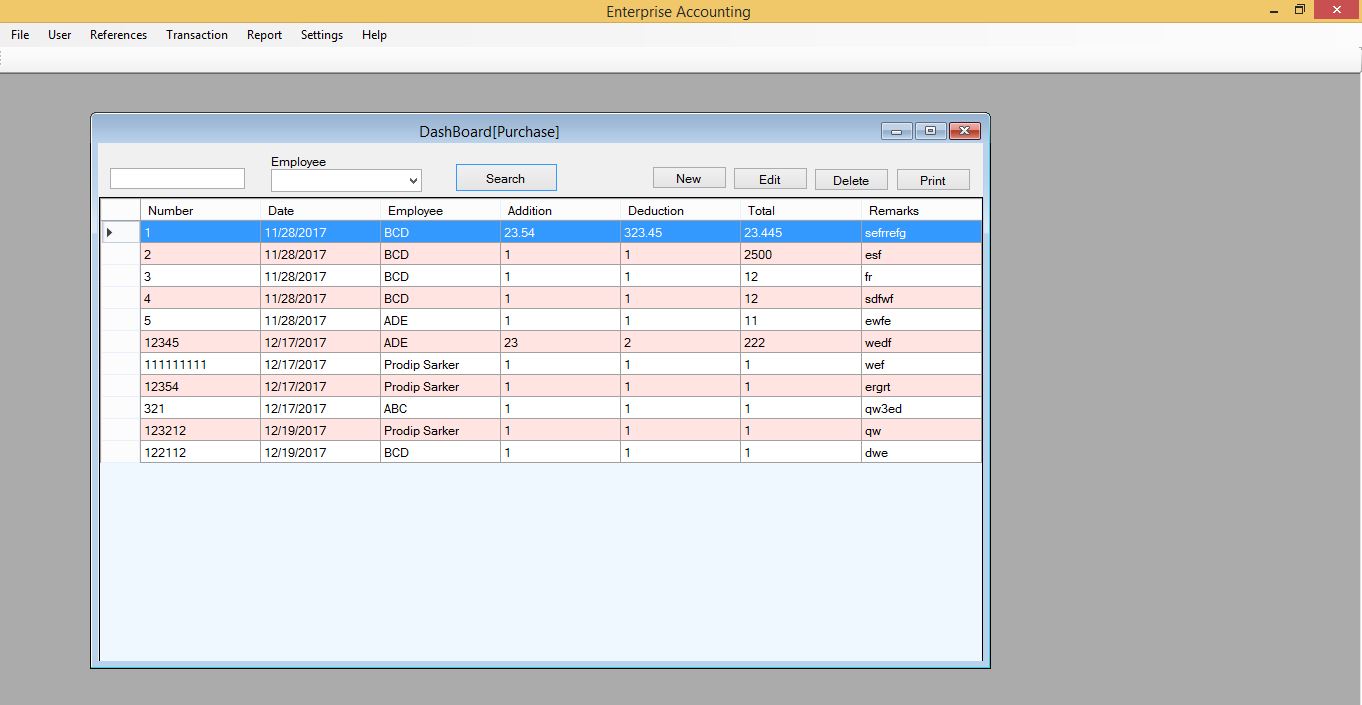 Enterprise Accounting
File User References Transaction Report Settings Help
DashBoard[Purchase]
Employee
Search New Edit Delete Print
Number Date Employee Addition Deduction Total Remarks
1 11/28/2017 BCD 23.54 323.45 23.445 sefrrefg
2 11/28/2017 BCD 1 1 2500 esf
3 11/28/2017 BCD 1 1 12 fr
4 11/28/2017 BCD 1 1 12 sdfwf
5 11/28/2017 ADE 1 1 11 ewfe
12345 12/17/2017 ADE 23 2 222 wedf
111111111 12/17/2017 Prodip Sarker 1 1 1 wef
12354 12/17/2017 Prodip Sarker 1 1 1 ergrt
321 12/17/2017 ABC 1 1 1 qw3ed
123212 12/19/2017 Prodip Sarker 1 1 1 qw
122112 12/19/2017 BCD 1 1 1 dwe